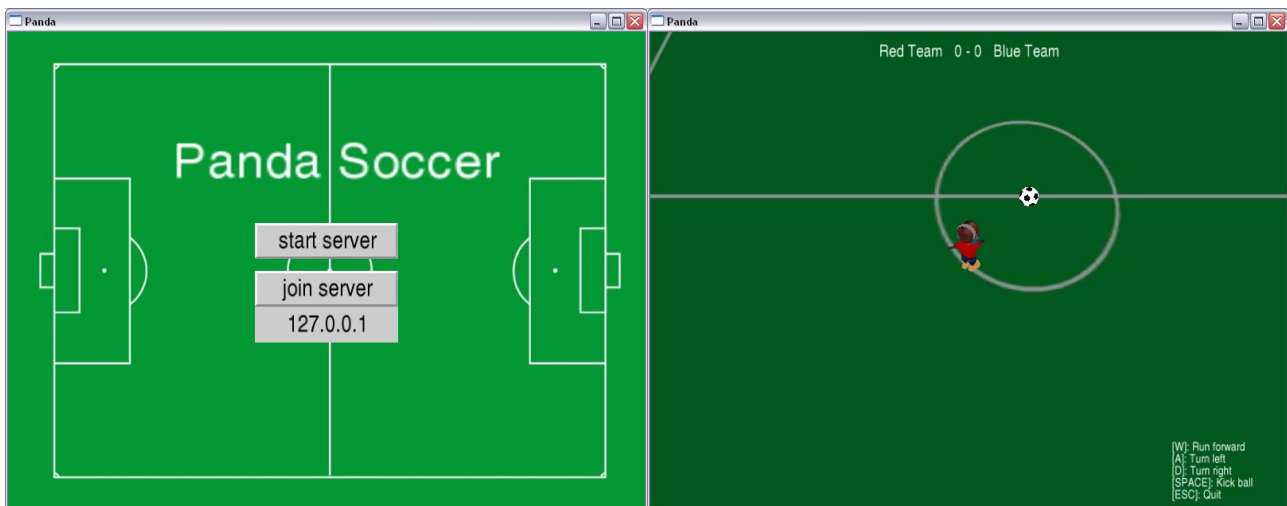 Panda
Panda Soccer
start server
join server
127.0.0.1
Panda
Red Team 0 - 0 Blue Team
[W]: Run forward
[A]: Turn left
[D]: Turn right
[SPACE]: Kick ball
[ESC]: Quit